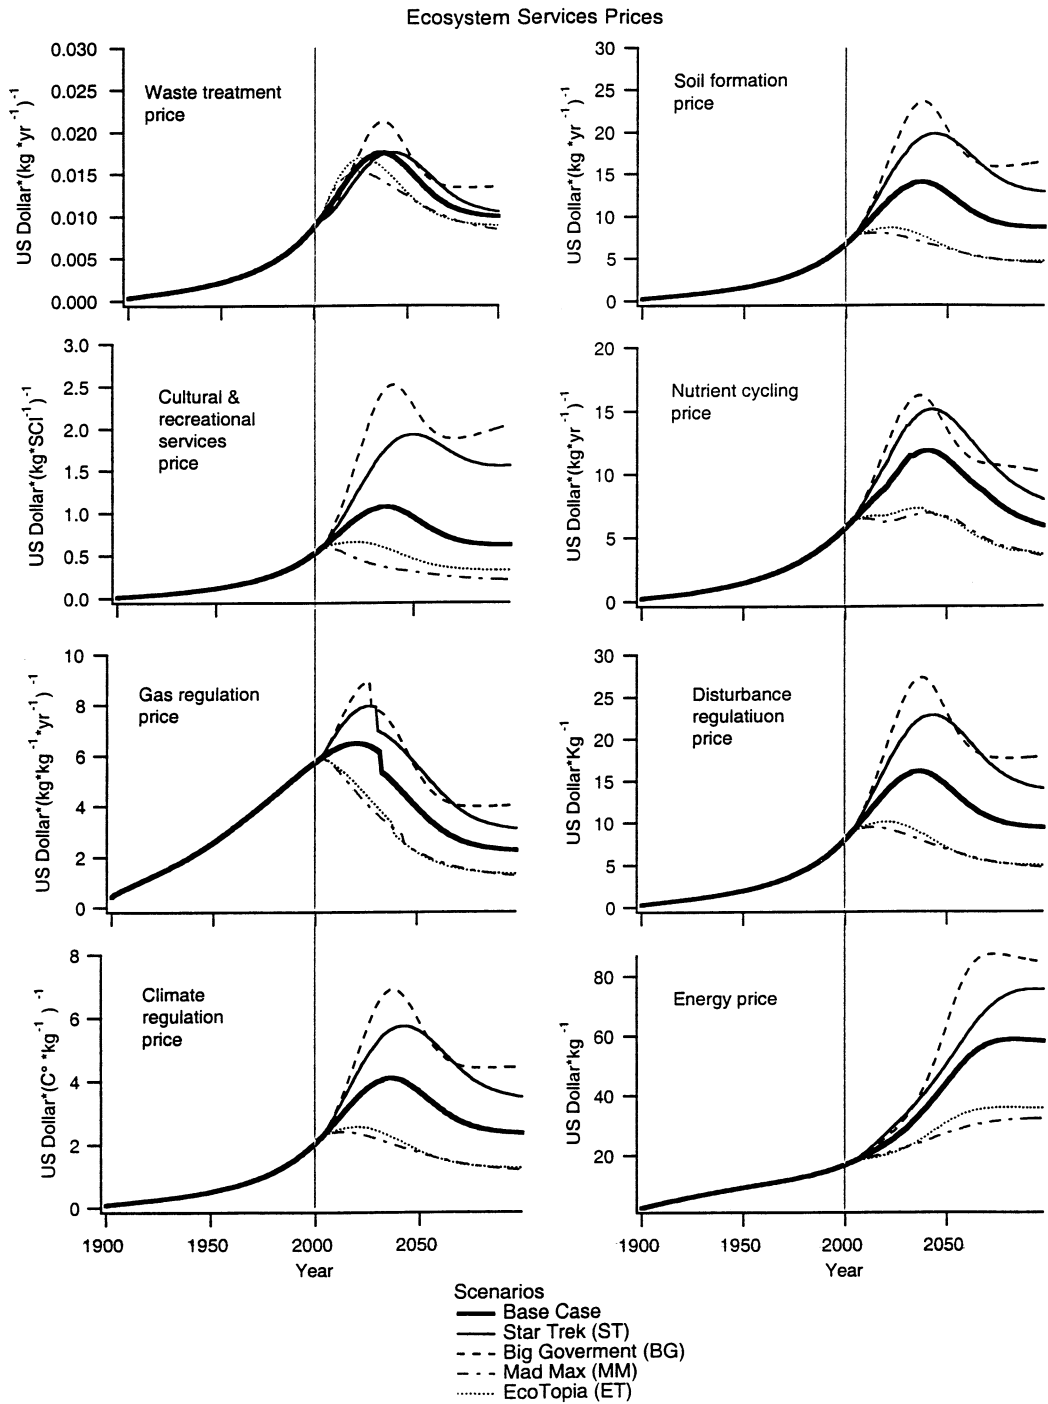 Ecosystem Services Prices
US Dollar*(kg *yr -1)-1
0.030
0.025
0.020
0.015
0.010
0.005
0.000
Waste treatment
price
US Dollar*(kg *yr -1)-1
30
25
20
15
10
5
0
Soil formation
price
US Dollar*(kg*SCI-1)-1
3.0
2.5
2.0
1.5
1.0
0.5
0.0
Cultural &
recreational
services
price
US Dollar*(kg*yr -1)-1
20
15
10
5
0
Nutrient cycling
price
US Dollar*(kg*kg -1*yr-1) -1
10
8
6
4
2
0
Gas regulation
price
US Dollar*Kg-1
30
25
20
15
10
5
0
Disturbance
regulatiuon
price
US Dollar*(C° *kg-1) -1
8
6
4
2
0
Climate
regulation
price
1900
1950
2000
2050
Year
US Dollar*kg-1
80
60
40
20
Energy price
1900
1950
2000
2050
Year
Scenarios
Base Case
Star Trek (ST)
Big Goverment (BG)
Mad Max (MM)
EcoTopia (ET)